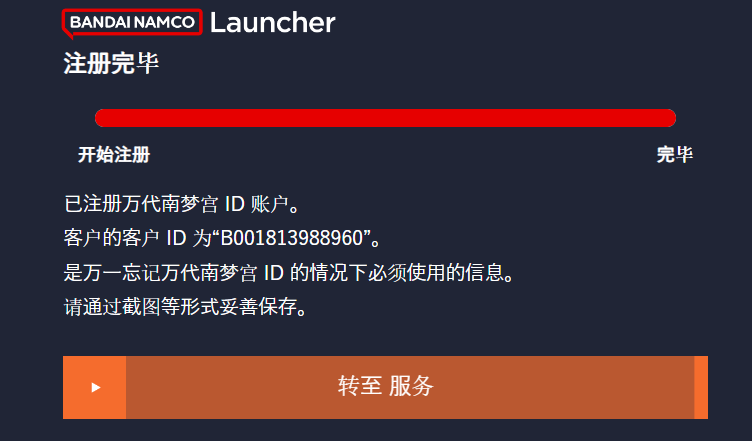 BANDAI NAMCO Launcher
注册完毕
开始注册 完毕
已注册万代南梦宫 ID 账户。
客户的客户 ID 为“B001813988960”。
是万一忘记万代南梦宫 ID 的情况下必须使用的信息。
请通过截图等形式妥善保存。
转至 服务